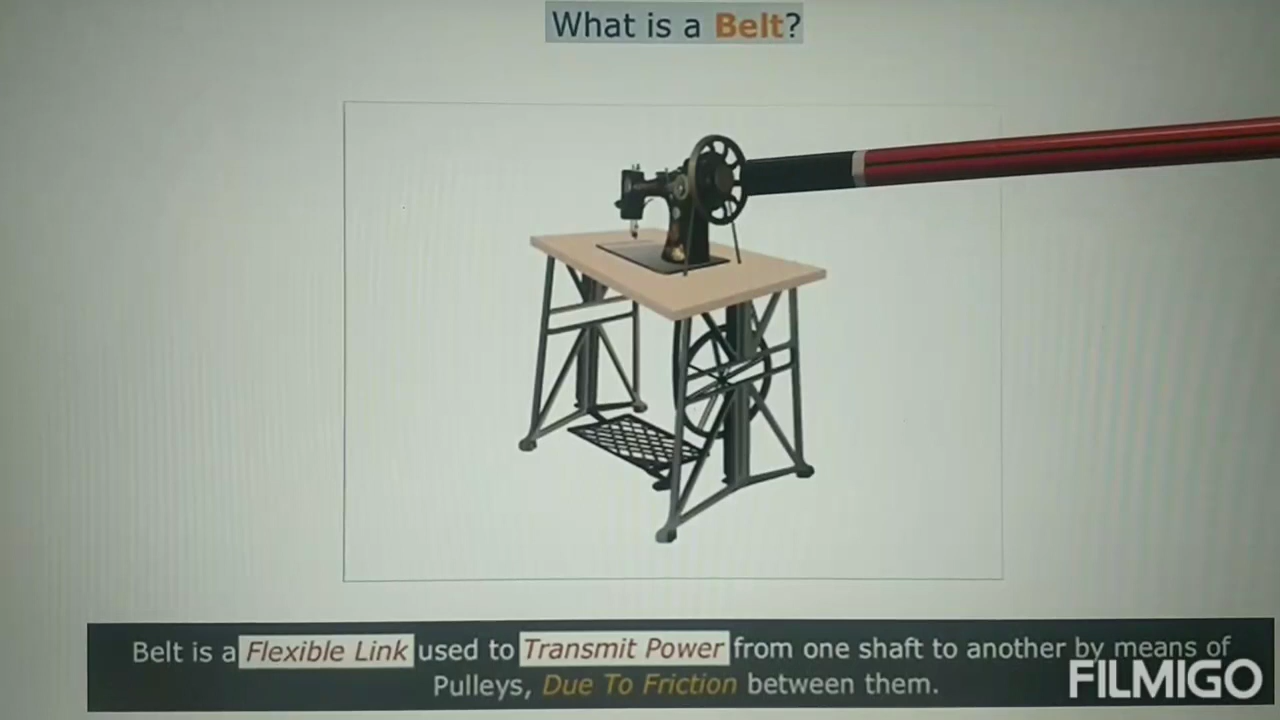 What is a Belt?
Belt is a Flexible Link used to Transmit Power from one shaft to another by means of
Pulleys, Due To Friction between them.
FILMIGO